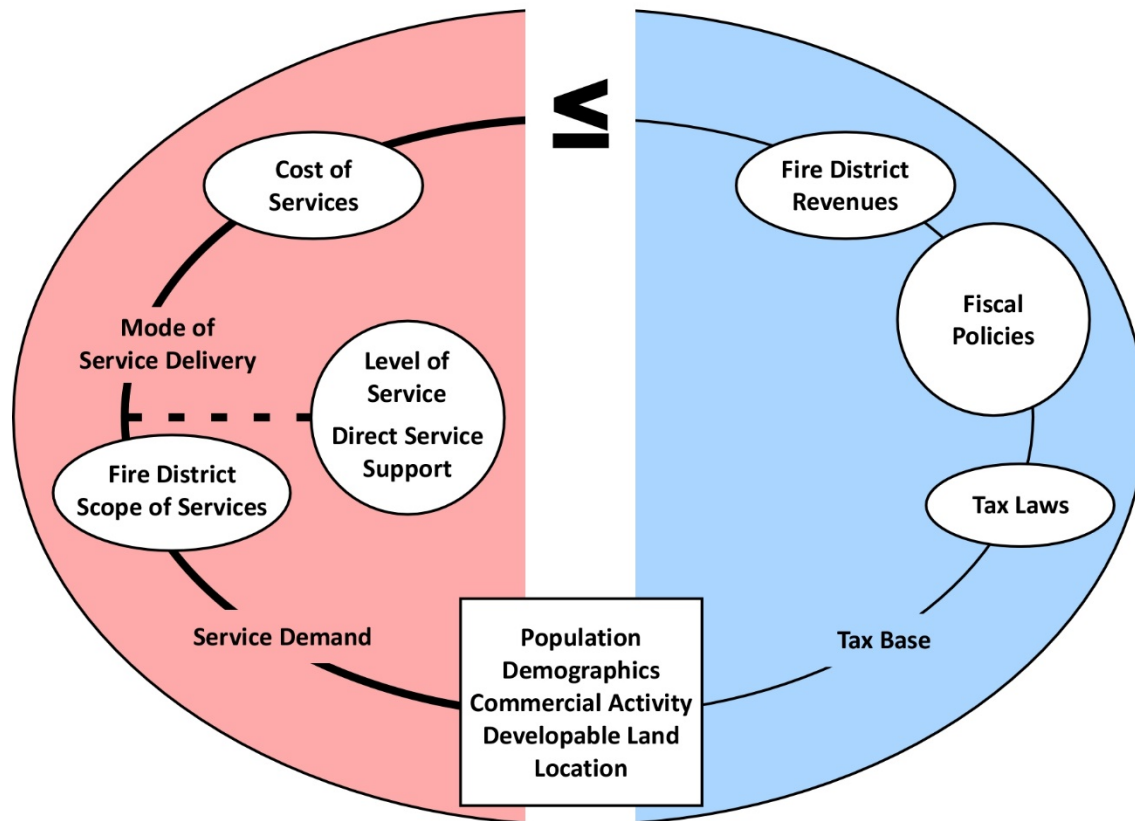 ≤
Cost of
Services
Fire District
Revenues
Fiscal
Policies
Mode of
Service Delivery
Level of
Service
Direct Service
Support
Fire District
Scope of Services
Tax Laws
Service Demand
Population
Demographics
Commercial Activity
Developable Land
Location
Tax Base